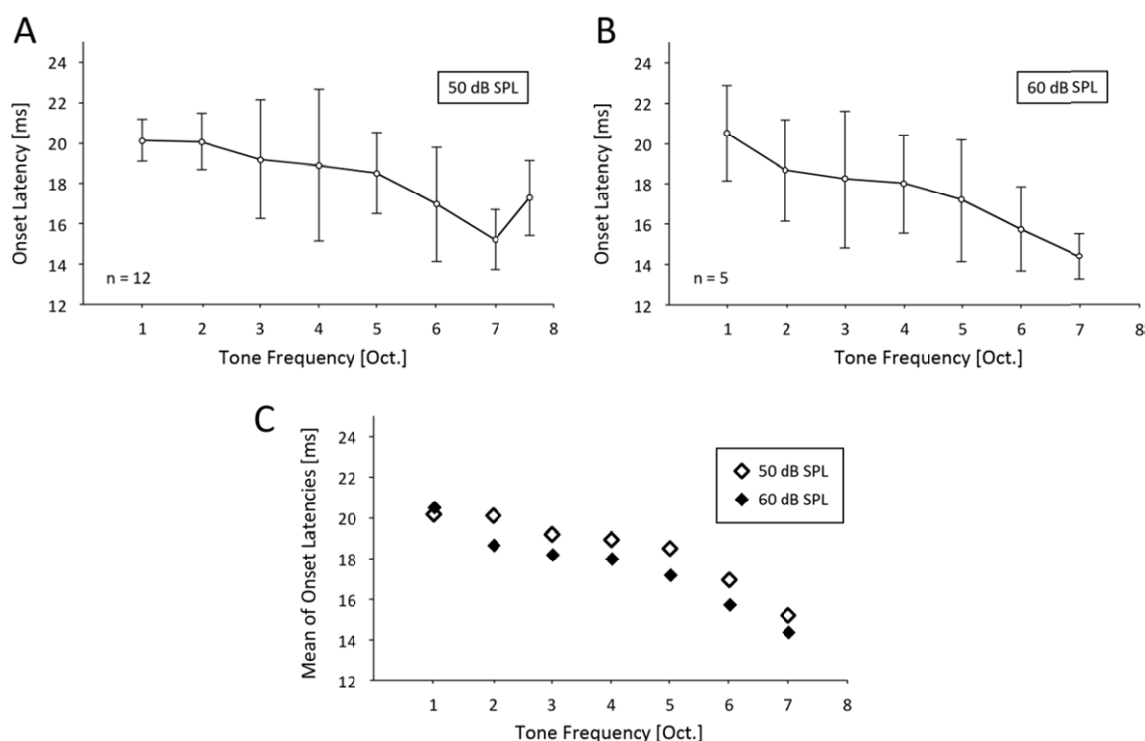 A
24
22
20
18
16
14
12
Onset Latency [ms]
50 dB SPL
n = 12
1 2 3 4 5 6 7 8
Tone Frequency [Oct.]
B
24
22
20
18
16
14
12
Onset Latency [ms]
60 dB SPL
n = 5
1 2 3 4 5 6 7 8
Tone Frequency [Oct.]
C
24
22
20
18
16
14
12
Mean of Onset Latencies [ms]
50 dB SPL
60 dB SPL
1 2 3 4 5 6 7 8
Tone Frequency [Oct.]